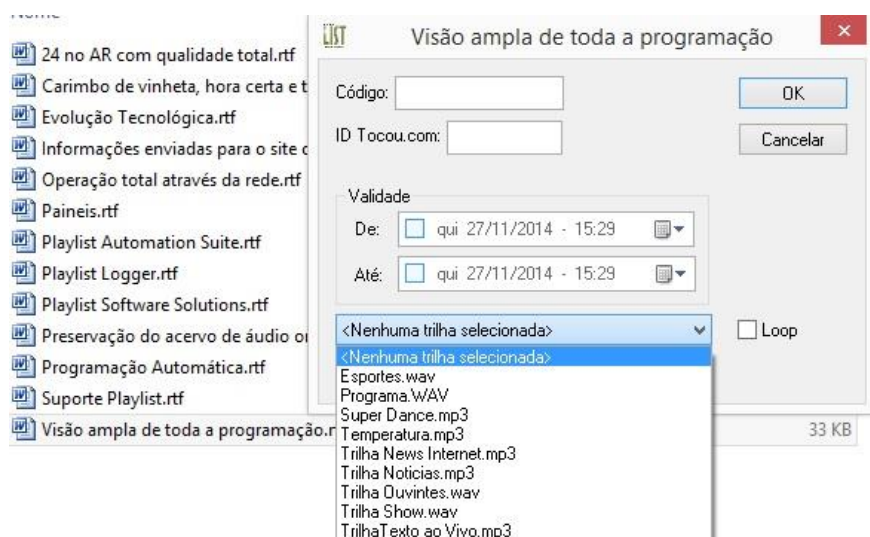 24 no AR com qualidade total.rtf
Carimbo de vinheta, hora certa e t
Evolução Tecnológica.rtf
Informações enviadas para o site
Operação total através da rede.rtf
Paineis.rtf
Playlist Automation Suite.rtf
Playlist Logger.rtf
Playlist Software Solutions.rtf
Preservação do acervo de áudio
Programação Automática.rtf
Suporte Playlist.rtf
Visão ampla de toda a programação.r
33 KB
LIST
Visão ampla de toda a programação
Código:
OK
ID Tocou.com:
Cancelar
Validade
De: qui 27/11/2014 - 15:29
Até: qui 27/11/2014 - 15:29
<Nenhuma trilha selecionada>
Loop
<Nenhuma trilha selecionada>
Esportes.wav
Programa.WAV
Super Dance.mp3
Temperatura.mp3
Trilha News Internet.mp3
Trilha Noticias.mp3
Trilha Ouvintes.wav
Trilha Show.wav
TrilhaTexto ao Vivo.mp3